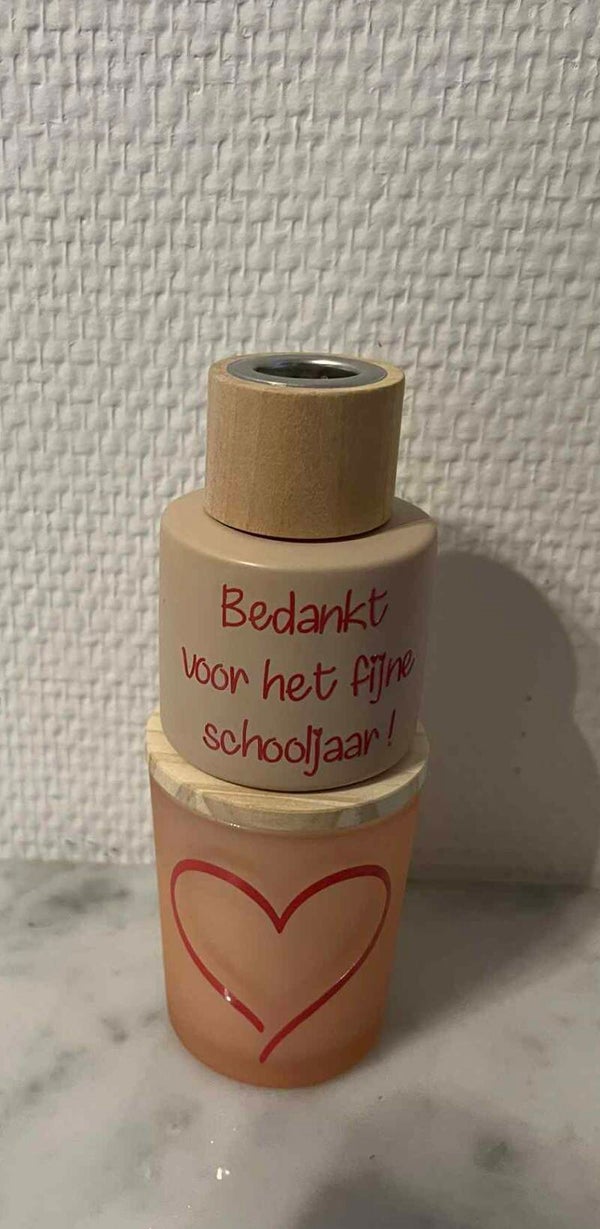 Bedankt
voor het fijne
schooljaar!